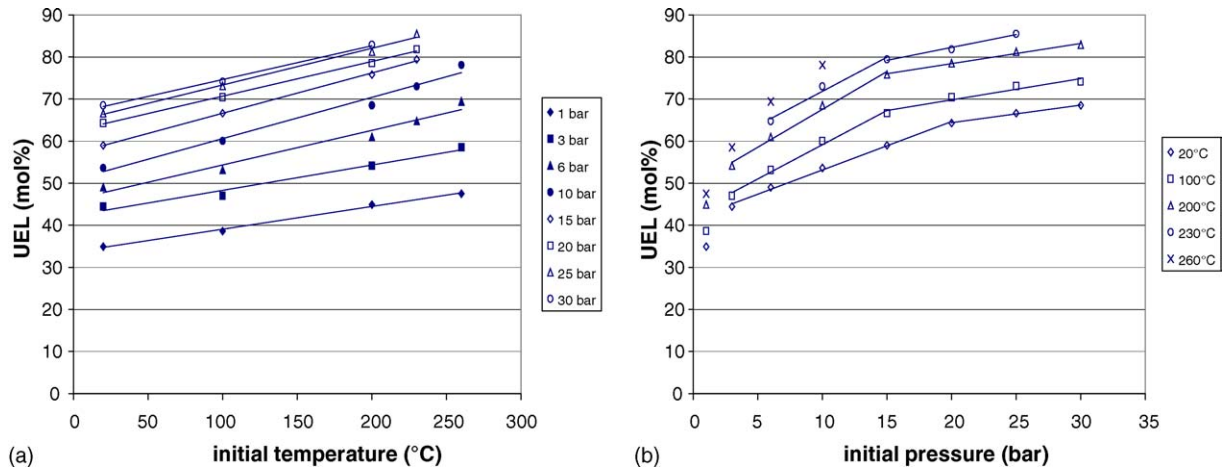 90
80
70
60
50
40
30
20
10
0
UEL (mol%)
0 50 100 150 200 250 300
initial temperature (°C)
(a)
1 bar
3 bar
6 bar
10 bar
15 bar
20 bar
25 bar
30 bar
90
80
70
60
50
40
30
20
10
0
UEL (mol%)
0 5 10 15 20 25 30 35
initial pressure (bar)
(b)
20°C
100°C
200°C
230°C
260°C